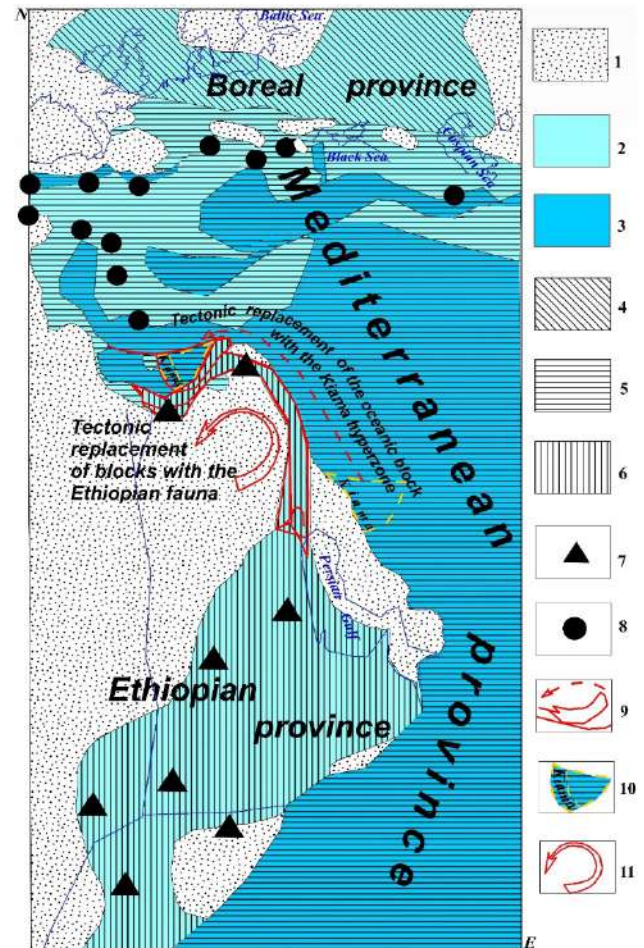 N
Baltic Sea
Boreal province
Black Sea
Caspian Sea
Mediterranean
province
Tectonic replacement of the oceanic block
with the Kiama hyperzone
Kiama
Tectonic
replacement
of blocks with the
Ethiopian fauna
Kiama
Persian Gulf
Ethiopian
province
E
1
2
3
4
5
6
7
8
9
Kiama
10
11